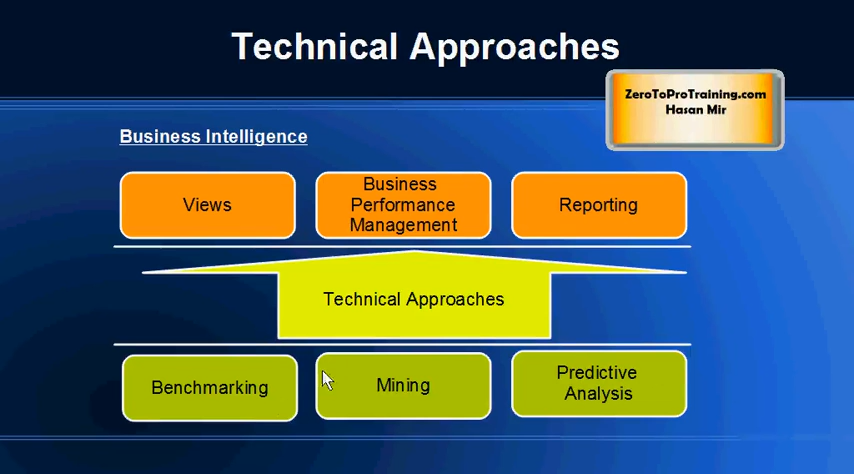 Technical Approaches
ZeroToProTraining.com
Hasan Mir
Business Intelligence
Views
Business
Performance
Management
Reporting
Technical Approaches
Benchmarking
Mining
Predictive
Analysis